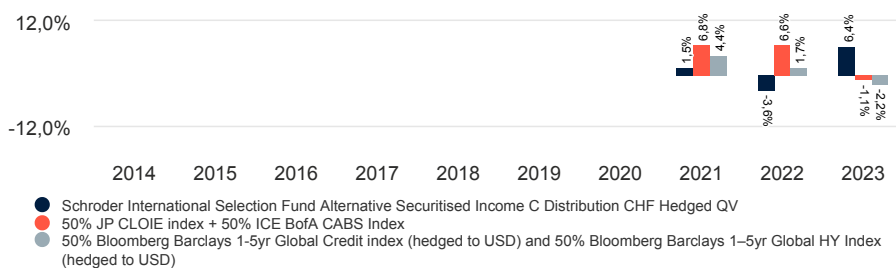 12,0%
1,5%
6,8%
4,4%
-3,6%
6,6%
1,7%
6,4%
-1,1%
-2,2%
-12,0%
2014 2015 2016 2017 2018 2019 2020 2021 2022 2023
Schroder International Selection Fund Alternative Securitised Income C Distribution CHF Hedged QV
50% JP CLOIE index + 50% ICE BofA CABS Index
50% Bloomberg Barclays 1-5yr Global Credit index (hedged to USD) and 50% Bloomberg Barclays 1–5yr Global HY Index
(hedged to USD)